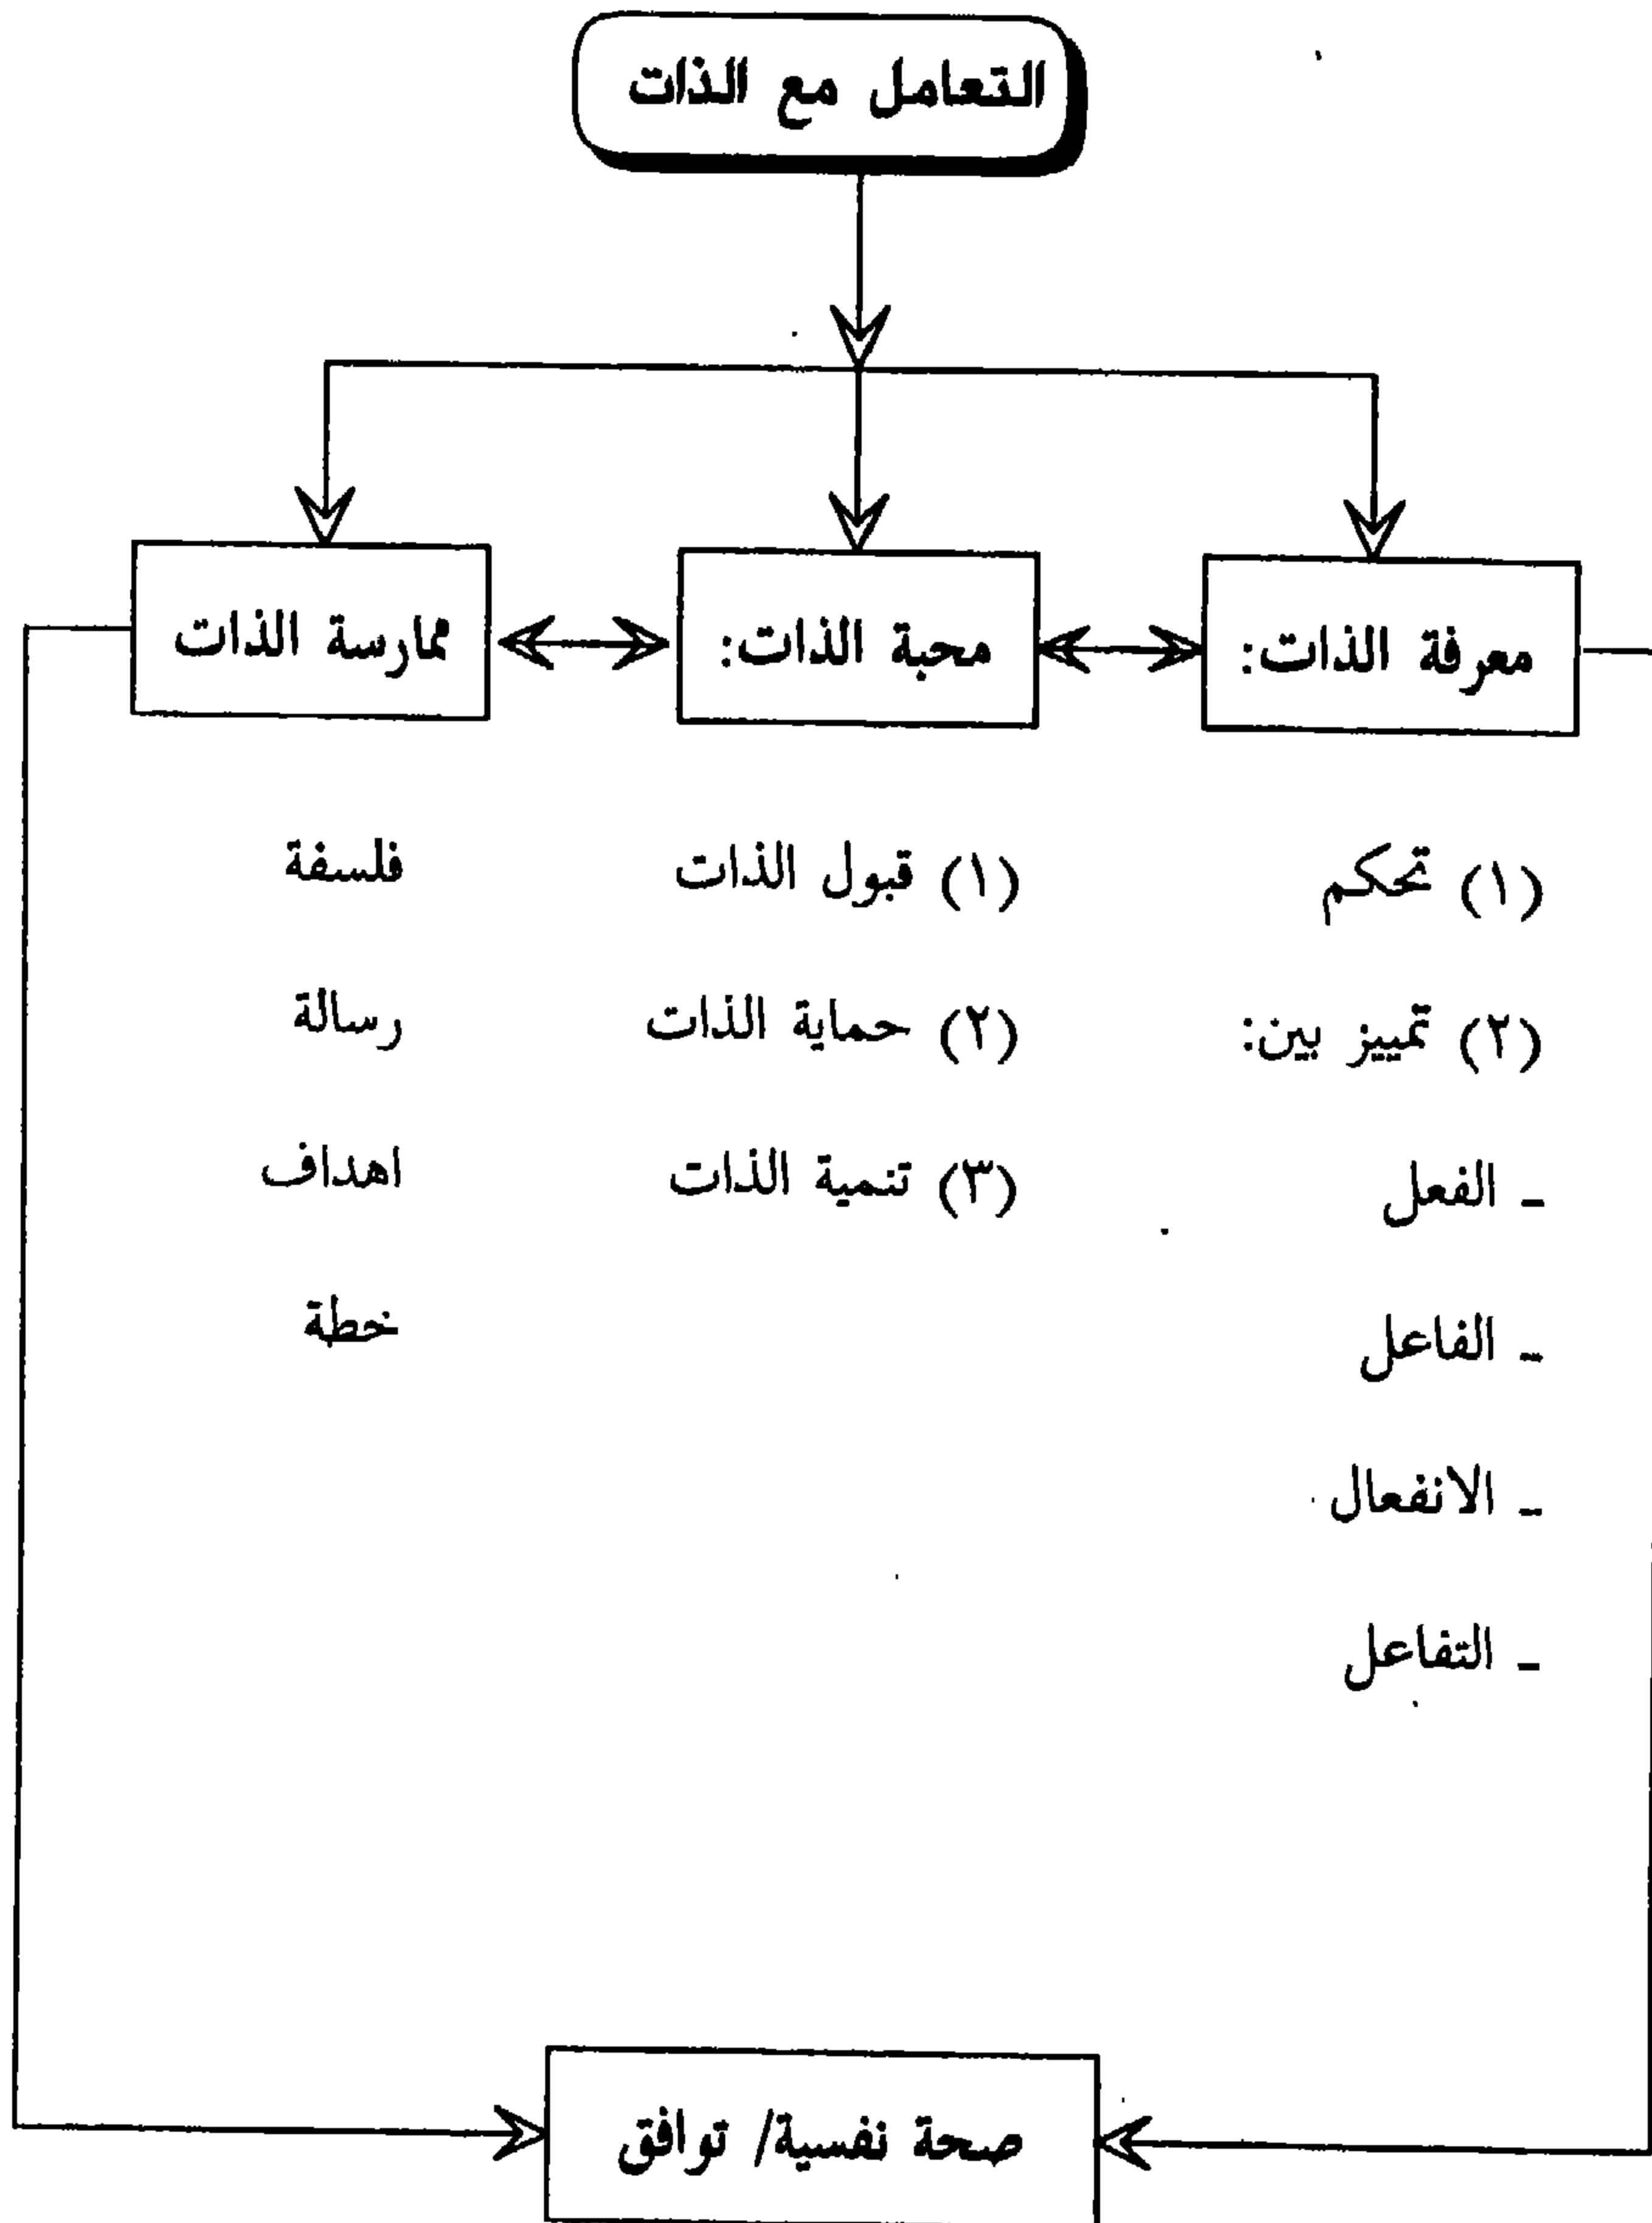 التعامل مع الذات
معرفة الذات:
(١) تحكم
(٢) تمييز بين:
ـ الفعل
ـ الفاعل
ـ الانفعال
ـ التفاعل
محبة الذات:
(١) قبول الذات
(٢) حماية الذات
(٣) تنمية الذات
ممارسة الذات
فلسفة
رسالة
اهداف
خطة
صحة نفسية/ توافق